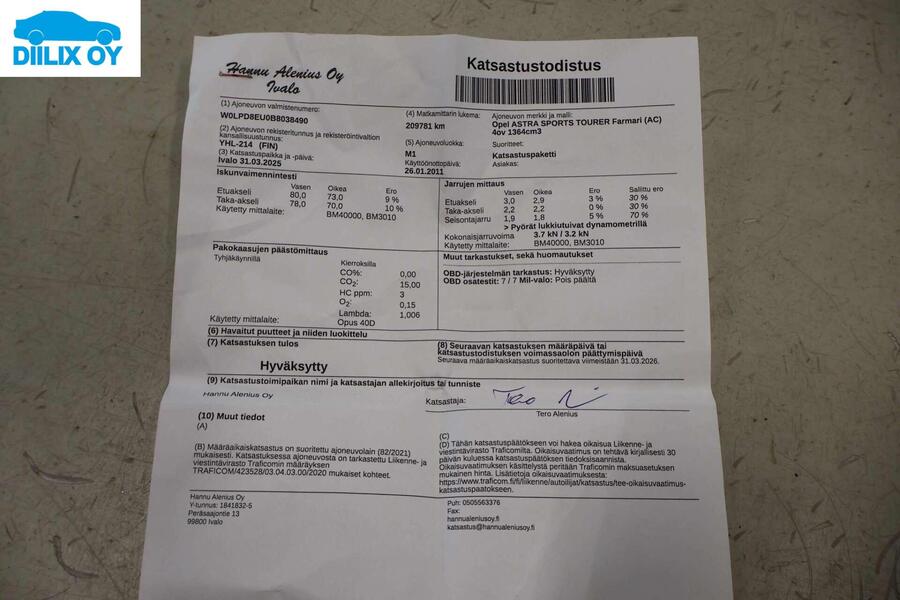 DIILIX OY
Hannu Alenius Oy
Ivalo
Katsastustodistus
(1) Ajoneuvon valmistenumero:
W0LPD8EU0B8038490
(2) Ajoneuvon rekisteritunnus ja rekisteröintivaltion
kansallisuustunnus:
YHL-214 (FIN)
(3) Katsastuspaikka ja -päivä:
Ivalo 31.03.2025
(4) Matkamittarin lukema:
209781 km
(5) Ajoneuvoluokka:
M1
Käyttöönottopäivä:
26.01.2011
Ajoneuvon merkki ja malli:
Opel ASTRA SPORTS TOURER Farmari (AC)
4ov 1364cm3
Suoritteet:
Katsastuspaketti
Asiakas:
Iskunvaimennintesti
Vasen Oikea Ero
Etuakseli 80,0 73,0 9 %
Taka-akseli 78,0 70,0 10 %
Käytetty mittalaite: BM40000, BM3010
Jarrujen mittaus
Vasen Oikea Ero Sallittu ero
Etuakseli 3,0 2,9 3 % 30 %
Taka-akseli 2,2 2,2 0 % 30 %
Seisontajarru 1,9 1,8 5 % 70 %
> Pyörät lukkiutuivat dynamometrillä
Kokonaisjarruvoima 3.7 kN / 3.2 kN
Käytetty mittalaite: BM40000, BM3010
Pakokaasujen päästömittaus
Tyhjäkäynnillä Kierroksilla
CO%: 0,00
CO2: 15,00
HC ppm: 3
O2: 0,15
Lambda: 1,006
Käytetty mittalaite: Opus 40D
Muut tarkastukset, sekä huomautukset
OBD-järjestelmän tarkastus: Hyväksytty
OBD osatestit: 7 / 7 Mil-valo: Pois päältä
(6) Havaitut puutteet ja niiden luokittelu
(7) Katsastuksen tulos
Hyväksytty
(8) Seuraavan katsastuksen määräpäivä tai
katsastustodistuksen voimassaolon päättymispäivä
Seuraava määräaikaiskatsastus suoritettava viimeistään 31.03.2026.
(9) Katsastustoimipaikan nimi ja katsastajan allekirjoitus tai tunniste
Hannu Alenius Oy
Katsastaja:
Tero Alenius
(10) Muut tiedot
(A)
(B) Määräaikaiskatsastus on suoritettu ajoneuvolain (82/2021)
mukaisesti. Katsastuksessa ajoneuvosta on tarkastettu Liikenne- ja
viestintävirasto Traficomin määräyksen
TRAFICOM/423528/03.04.03.00/2020 mukaiset kohteet.
(C)
(D) Tähän katsastuspäätökseen voi hakea oikaisua Liikenne- ja
viestintävirasto Traficomilta. Oikaisuvaatimus on tehtävä kirjallisesti 30
päivän kuluessa katsastuspäätöksen tiedoksisaannista.
Oikaisuvaatimuksen käsittelystä peritään Traficomin maksuasetuksen
mukainen hinta. Lisätietoja oikaisuvaatimuksesta:
https://www.traficom.fi/fi/liikenne/autoilijat/katsastus/tee-oikaisuvaatimus-
katsastuspaatokseen.
Hannu Alenius Oy
Y-tunnus: 1841832-5
Peräsaajontie 13
99800 Ivalo
Puh: 0505563376
Fax:
hannualeniusoy.fi
katsastus@hannualeniusoy.fi